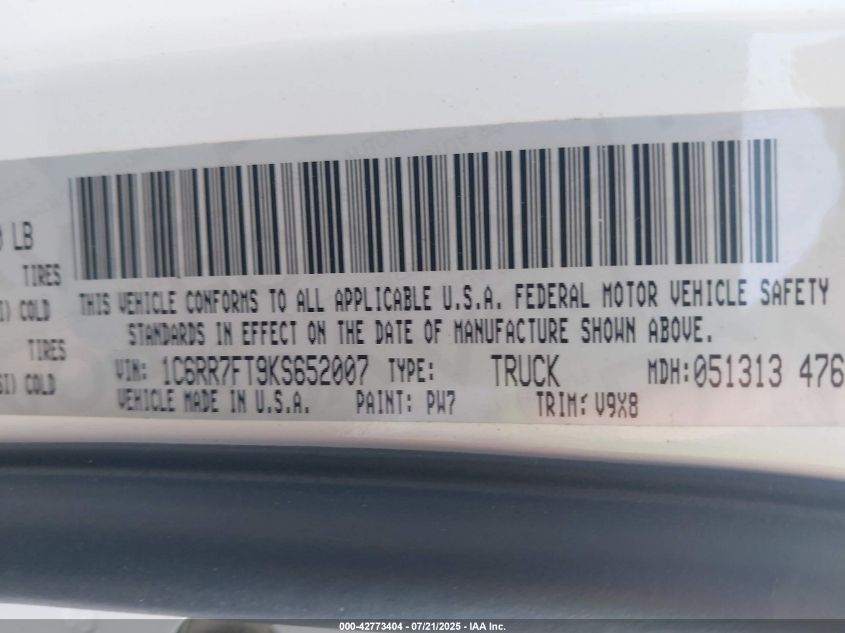 LB
TIRES
COLD
THIS VEHICLE CONFORMS TO ALL APPLICABLE U.S.A. FEDERAL MOTOR VEHICLE SAFETY
STANDARDS IN EFFECT ON THE DATE OF MANUFACTURE SHOWN ABOVE.
TIRES
COLD
VIN: 1C6RR7FT9KS652007 TYPE: TRUCK MDH:051313 476
VEHICLE MADE IN U.S.A. PAINT: PW7 TRIM: V9X8
000-42773404 - 07/21/2025 - IAA Inc.